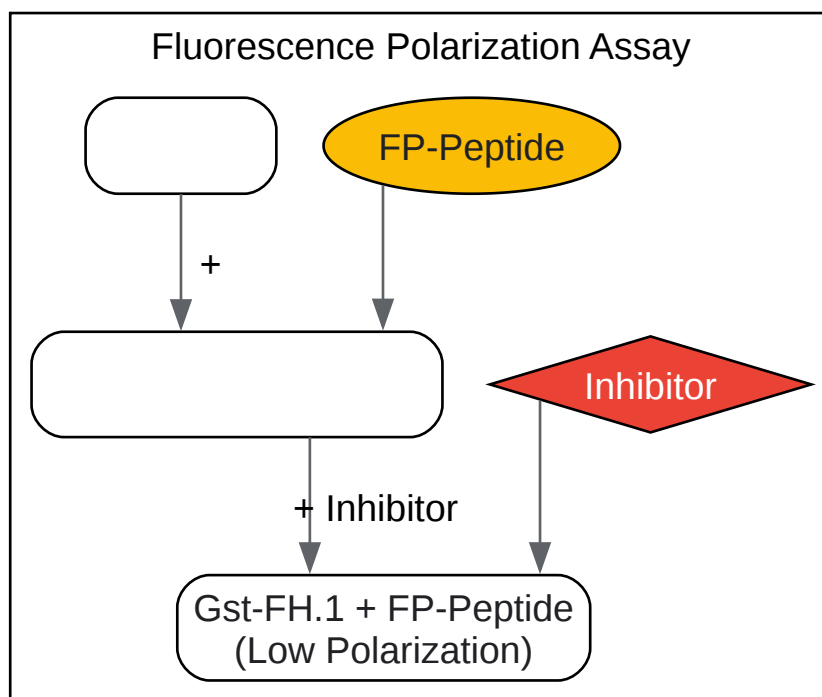 Fluorescence Polarization Assay
FP-Peptide
+
Inhibitor
+ Inhibitor
Gst-FH.1 + FP-Peptide
(Low Polarization)